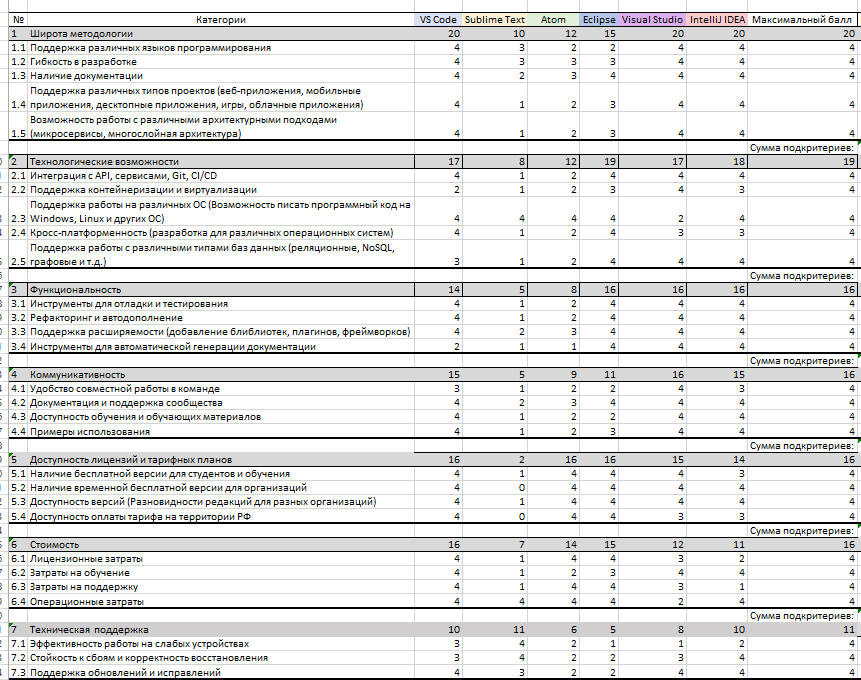 № Категории VS Code Sublime Text Atom Eclipse Visual Studio IntelliJ IDEA Максимальный балл
1 Широта методологии 20 10 12 15 20 20 20
1.1 Поддержка различных языков программирования 4 3 2 2 4 4 4
1.2 Гибкость в разработке 4 3 3 3 4 4 4
1.3 Наличие документации 4 2 3 4 4 4 4
Поддержка различных типов проектов (веб-приложения, мобильные
1.4 приложения, десктопные приложения, игры, облачные приложения) 4 1 2 3 4 4 4
Возможность работы с различными архитектурными подходами
1.5 (микросервисы, многослойная архитектура) 4 1 2 3 4 4 4
Сумма подкритериев:
2 Технологические возможности 17 8 12 19 17 18 19
2.1 Интеграция с API, сервисами, Git, CI/CD 4 1 2 4 4 4 4
2.2 Поддержка контейнеризации и виртуализации 2 1 2 3 4 3 4
Поддержка работы на различных ОС (Возможность писать программный код на
2.3 Windows, Linux и других ОС) 4 4 4 4 2 4 4
2.4 Кросс-платформенность (разработка для различных операционных систем) 4 1 2 4 3 3 4
Поддержка работы с различными типами баз данных (реляционные, NoSQL,
2.5 графовые и т.д.) 3 1 2 4 4 4 4
Сумма подкритериев:
3 Функциональность 14 5 8 16 16 16 16
3.1 Инструменты для отладки и тестирования 4 1 2 4 4 4 4
3.2 Рефакторинг и автодополнение 4 1 2 4 4 4 4
3.3 Поддержка расширяемости (добавление блиблиотек, плагинов, фреймворков) 4 2 3 4 4 4 4
3.4 Инструменты для автоматической генерации документации 2 1 1 4 4 4 4
Сумма подкритериев:
4 Коммуникативность 15 5 9 11 16 15 16
4.1 Удобство совместной работы в команде 3 1 2 2 4 3 4
4.2 Документация и поддержка сообщества 4 2 3 4 4 4 4
4.3 Доступность обучения и обучающих материалов 4 1 2 2 4 4 4
4.4 Примеры использования 4 1 2 3 4 4 4
Сумма подкритериев:
5 Доступность лицензий и тарифных планов 16 2 16 16 15 14 16
5.1 Наличие бесплатной версии для студентов и обучения 4 1 4 4 4 3 4
5.2 Наличие временной бесплатной версии для организаций 4 0 4 4 4 4 4
5.3 Доступность версий (Разновидности редакций для разных организаций) 4 1 4 4 4 4 4
5.4 Доступность оплаты тарифа на территории РФ 4 0 4 4 3 3 4
Сумма подкритериев:
6 Стоимость 16 7 14 15 12 11 16
6.1 Лицензионные затраты 4 1 4 4 3 2 4
6.2 Затраты на обучение 4 1 2 3 4 4 4
6.3 Затраты на поддержку 4 1 4 4 3 1 4
6.4 Операционные затраты 4 4 4 4 2 4 4
Сумма подкритериев:
7 Техническая поддержка 10 11 6 5 8 10 11
7.1 Эффективность работы на слабых устройствах 3 4 2 1 1 2 4
7.2 Стойкость к сбоям и корректность восстановления 3 4 2 2 3 4 4
7.3 Поддержка обновлений и исправлений 4 3 2 2 4 4 4